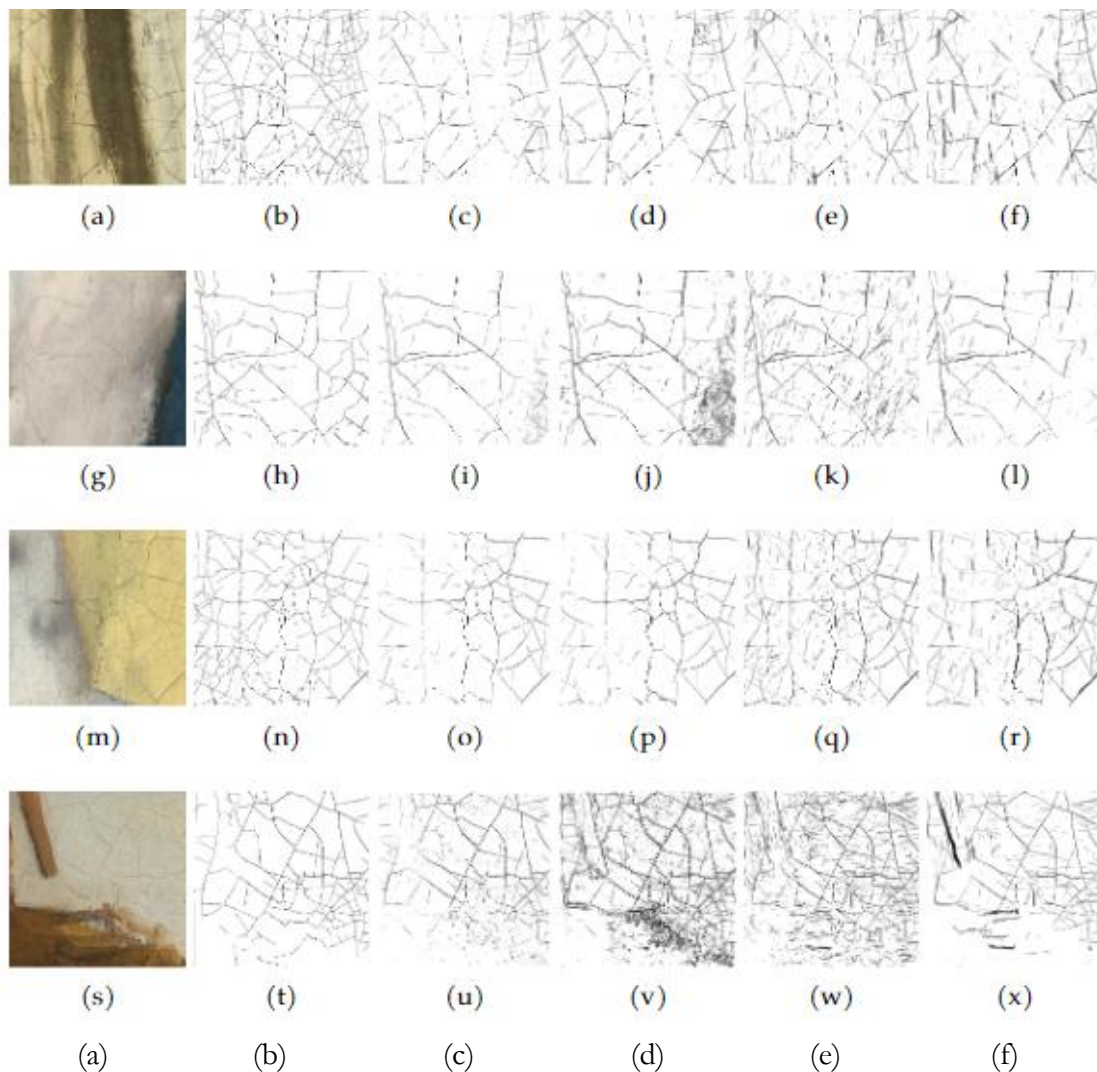 (a) (b) (c) (d) (e) (f)
(g) (h) (i) (j) (k) (l)
(m) (n) (o) (p) (q) (r)
(s) (t) (u) (v) (w) (x)
(a) (b) (c) (d) (e) (f)